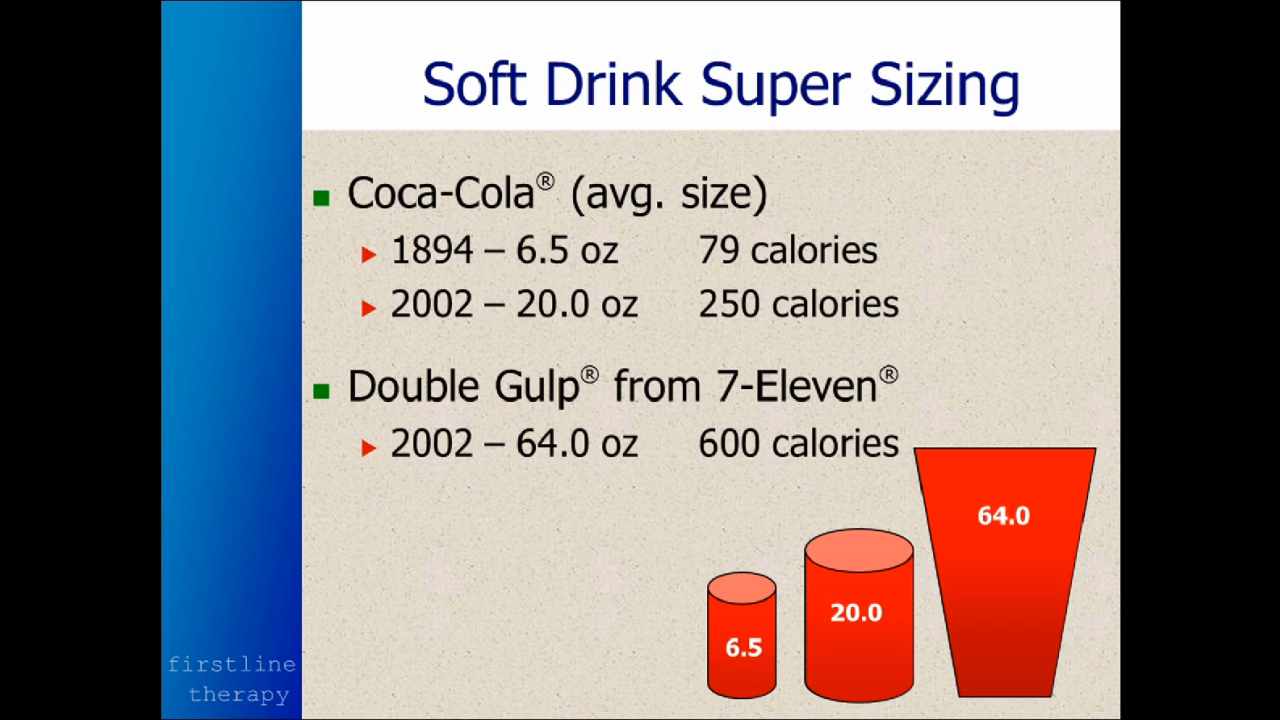 Soft Drink Super Sizing
Coca-Cola® (avg. size)
1894 – 6.5 oz 79 calories
2002 – 20.0 oz 250 calories
Double Gulp® from 7-Eleven®
2002 – 64.0 oz 600 calories
64.0
20.0
6.5
firstline
therapy